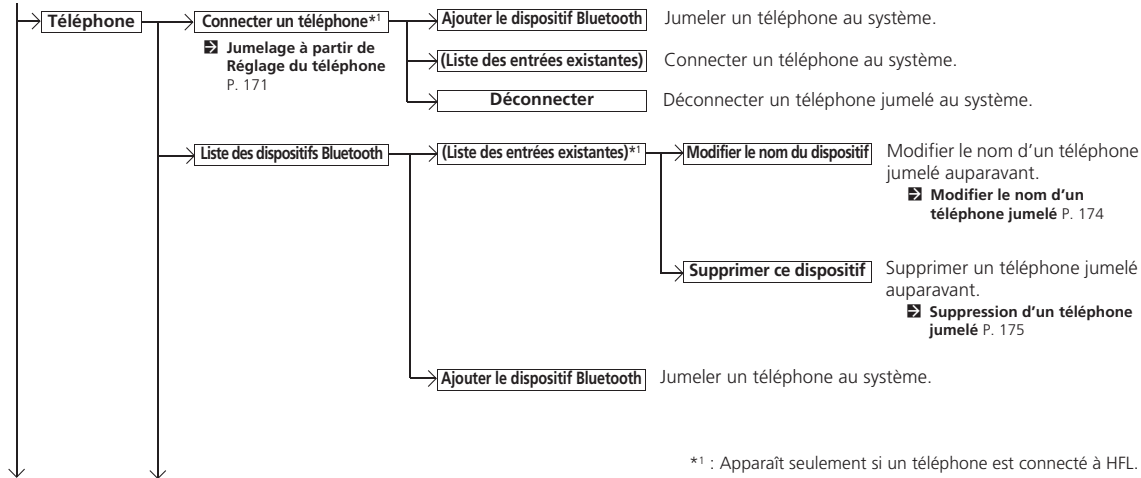 Téléphone
Connecter un téléphone*1
Jumelage à partir de
Réglage du téléphone
P. 171
Ajouter le dispositif Bluetooth
Jumeler un téléphone au système.
(Liste des entrées existantes)
Connecter un téléphone au système.
Déconnecter
Déconnecter un téléphone jumelé au système.
Liste des dispositifs Bluetooth
(Liste des entrées existantes)*1
Modifier le nom du dispositif
Modifier le nom d’un téléphone
jumelé auparavant.
Modifier le nom d’un
téléphone jumelé P. 174
Supprimer ce dispositif
Supprimer un téléphone jumelé
auparavant.
Suppression d’un téléphone
jumelé P. 175
Ajouter le dispositif Bluetooth
Jumeler un téléphone au système.
*1 : Apparaît seulement si un téléphone est connecté à HFL.